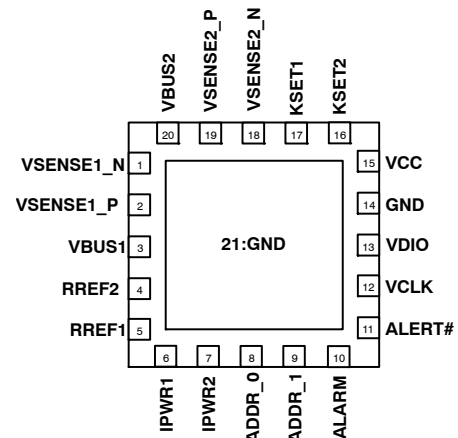 VBUS2
VSENSE2_P
VSENSE2_N
KSET1
KSET2
20
19
18
17
16
VSENSE1_N 1
15 VCC
VSENSE1_P 2
14 GND
VBUS1 3
21:GND
13 VDIO
RREF2 4
12 VCLK
RREF1 5
11 ALERT#
6
7
8
9
10
IPWR1
IPWR2
ADDR_0
ADDR_1
ALARM